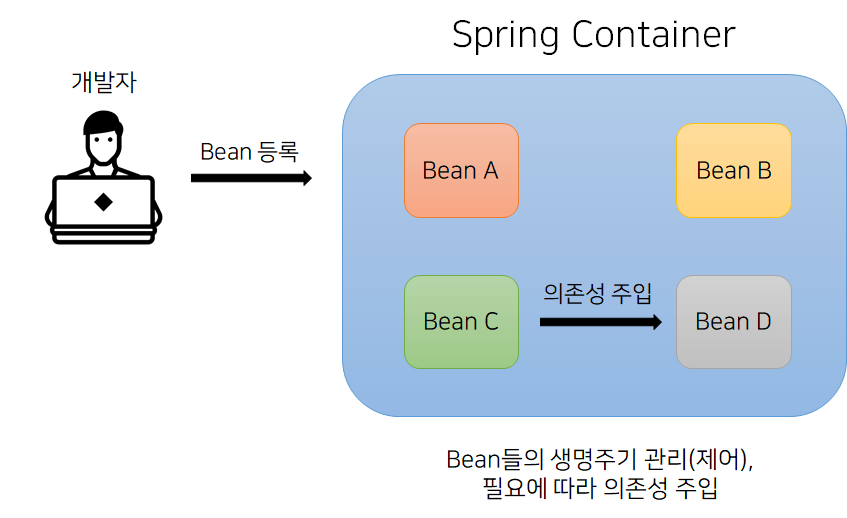 Spring Container
개발자
Bean 등록
Bean A
Bean B
Bean C
의존성 주입
Bean D
Bean들의 생명주기 관리(제어),
필요에 따라 의존성 주입